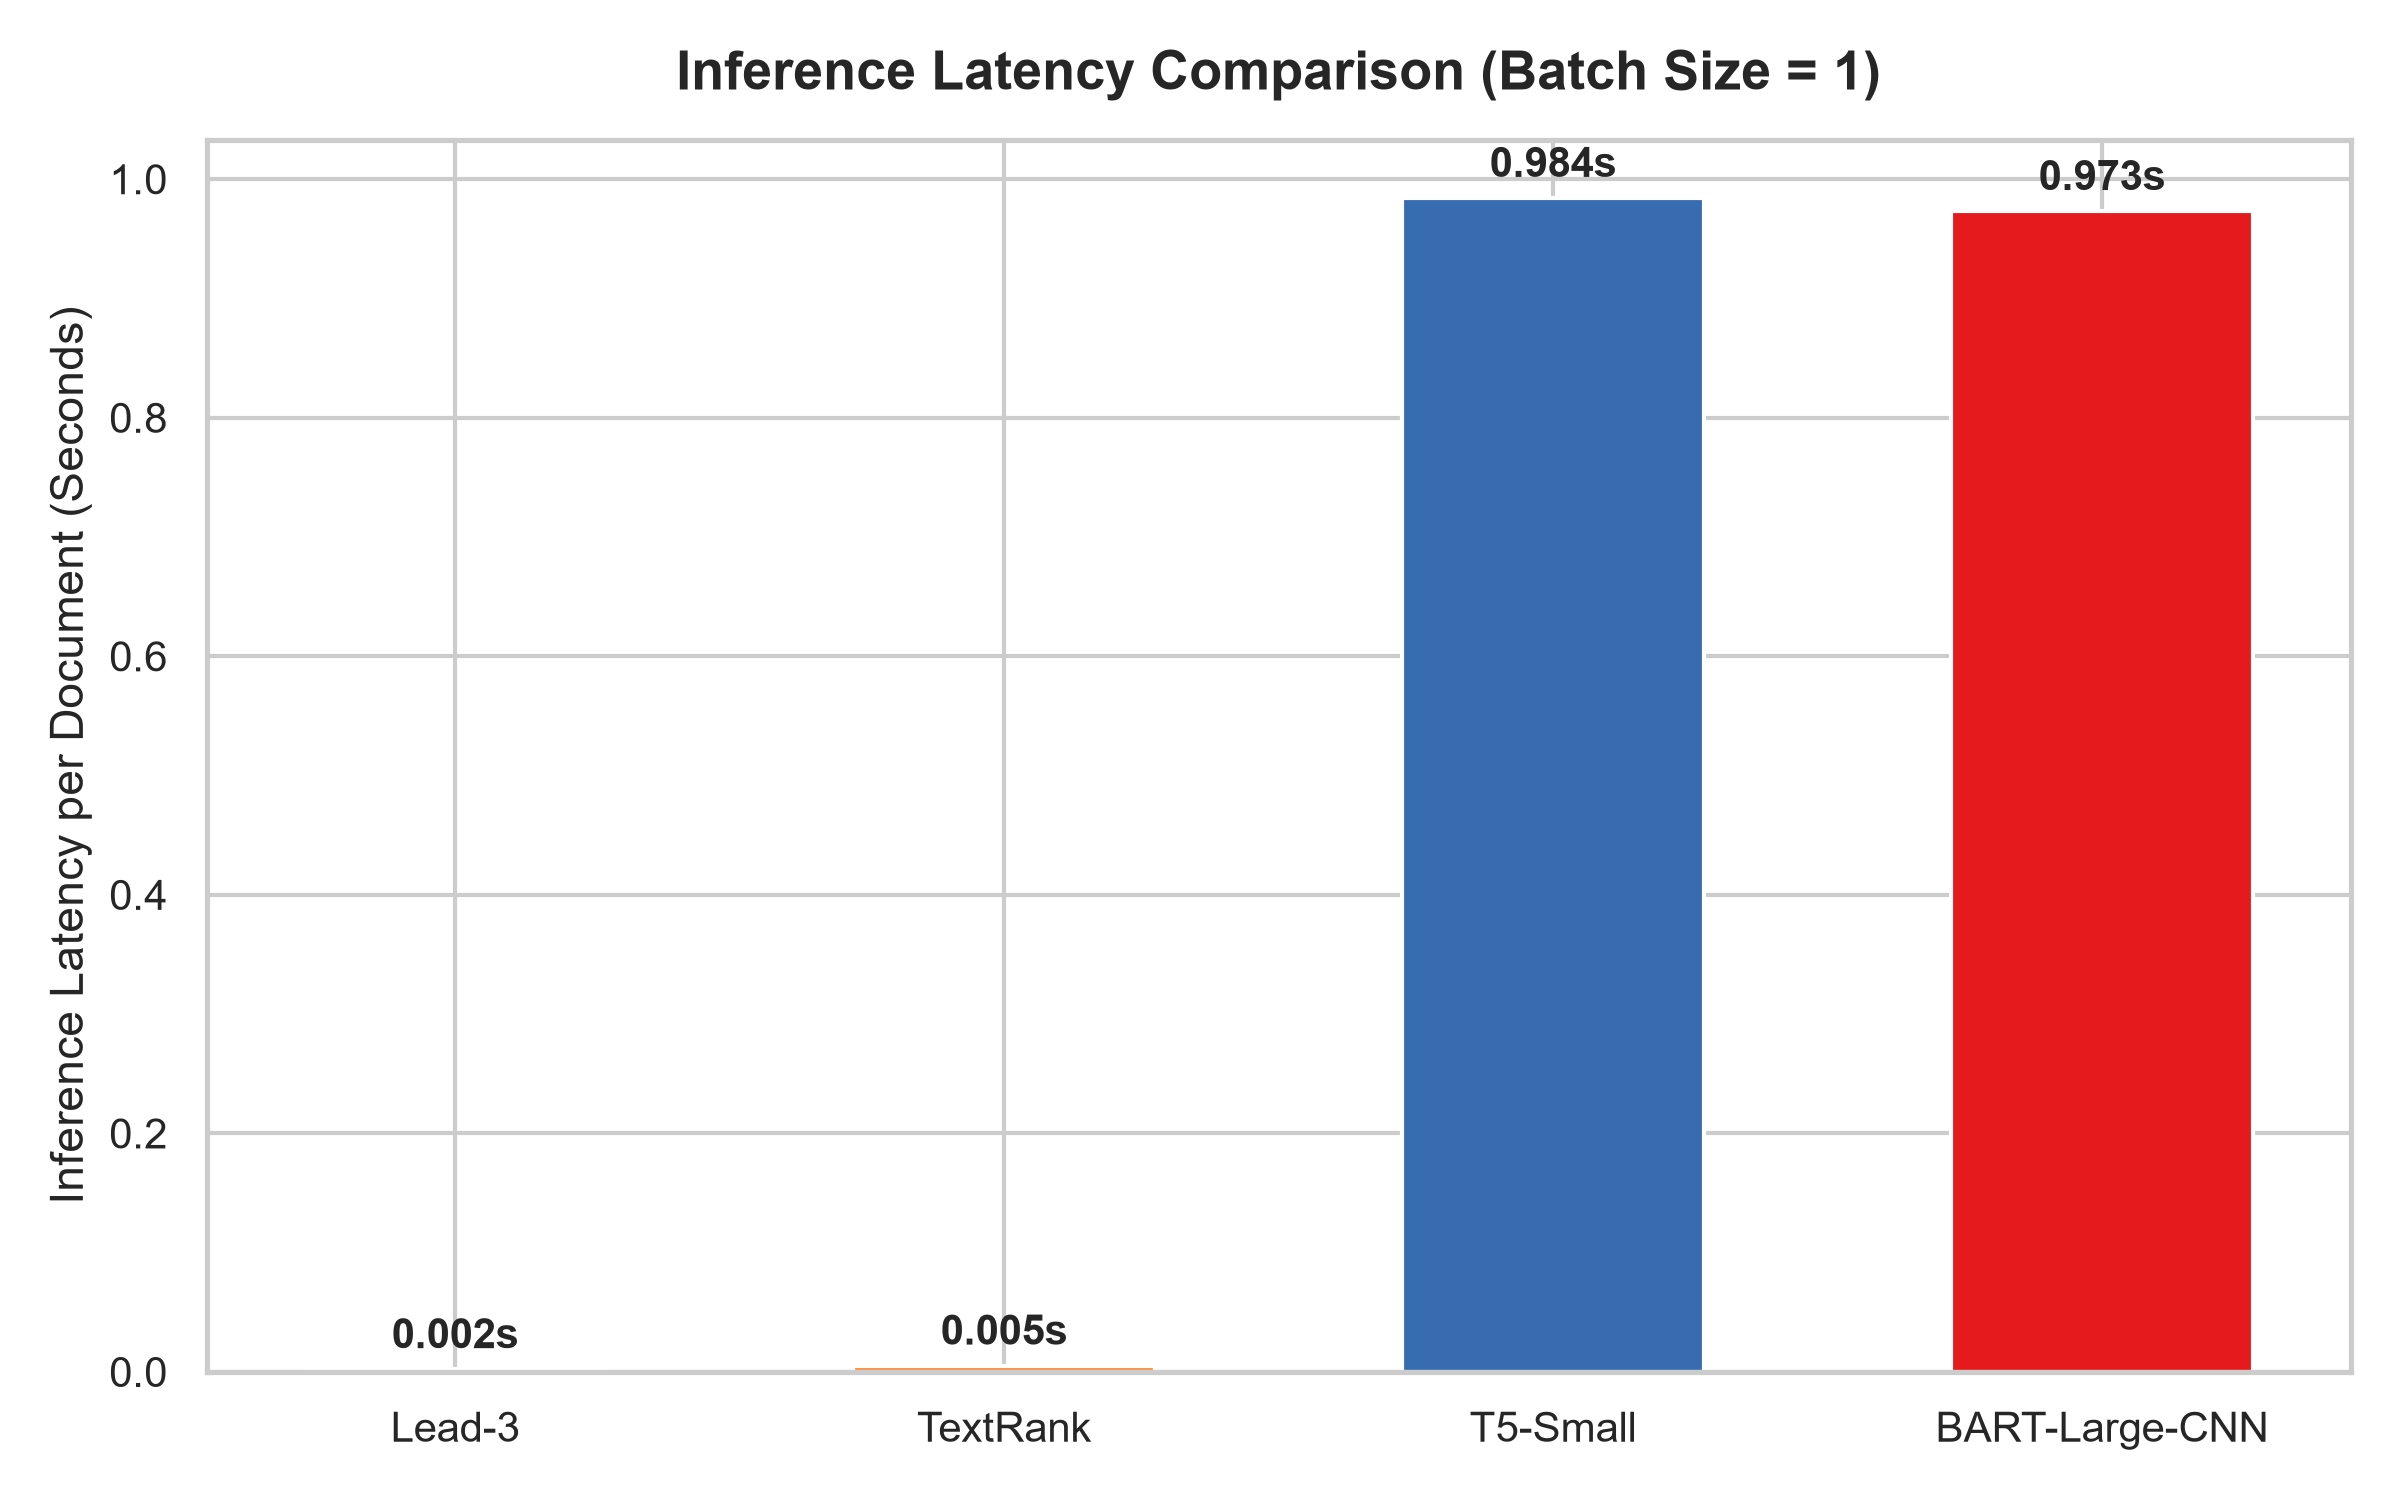 Inference Latency Comparison (Batch Size = 1)
Inference Latency per Document (Seconds)
1.0
0.8
0.6
0.4
0.2
0.0
0.002s
0.005s
0.984s
0.973s
Lead-3
TextRank
T5-Small
BART-Large-CNN